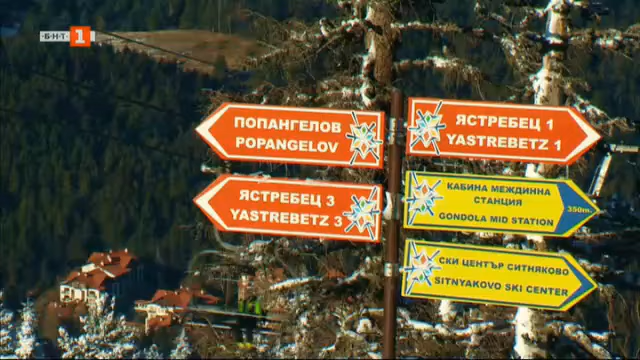 БНТ 1
ПОПАНГЕЛОВ
POPANGELOV
ЯСТРЕБЕЦ 3
YASTREBETZ 3
ЯСТРЕБЕЦ 1
YASTREBETZ 1
КАБИНА МЕЖДИННА
СТАНЦИЯ
GONDOLA MID STATION
350m.
СКИ ЦЕНТЪР СИТНЯКОВО
SITNYAKOVO SKI CENTER